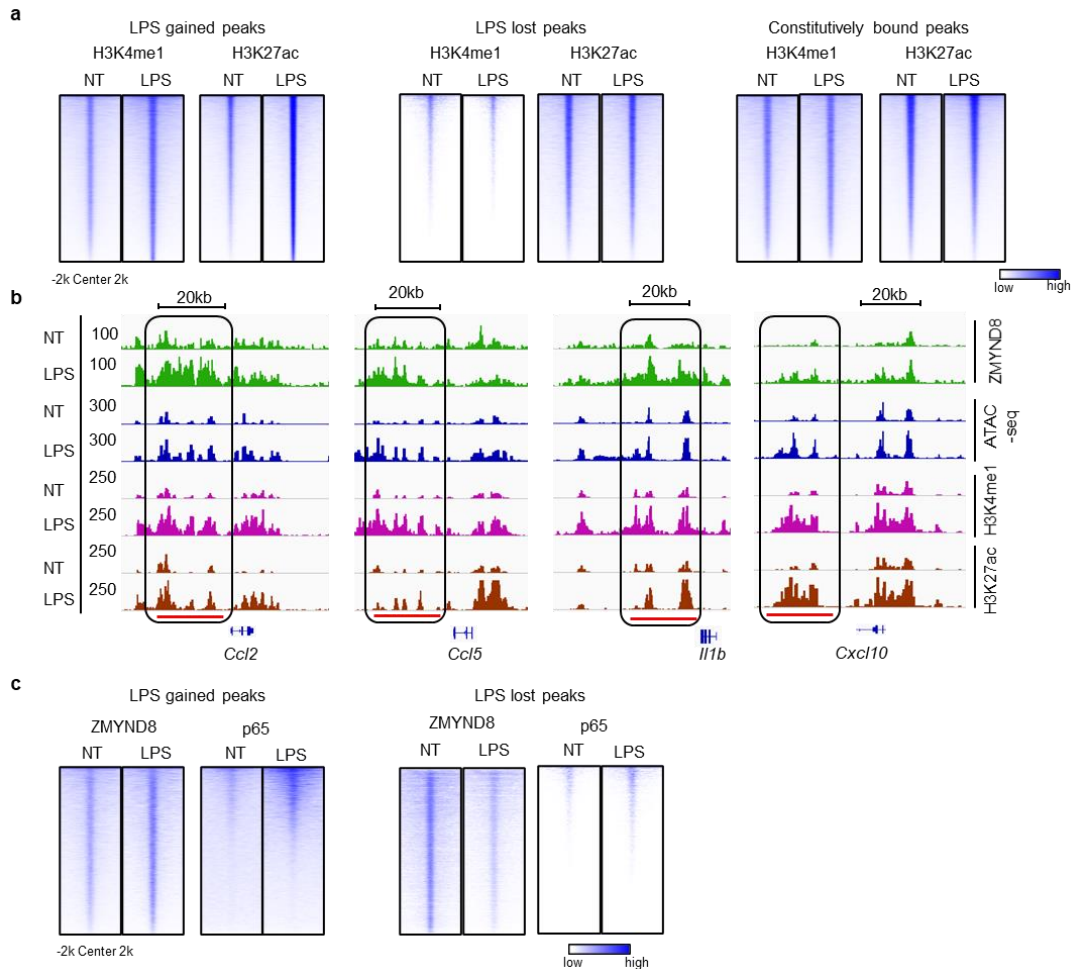 a
LPS gained peaks
LPS lost peaks
Constitutively bound peaks
H3K4me1 H3K27ac
H3K4me1 H3K27ac
H3K4me1 H3K27ac
NT LPS NT LPS
NT LPS NT LPS
NT LPS NT LPS
-2k Center 2k
low high
b
20kb
20kb
20kb
20kb
NT 100
LPS 100
NT 300
LPS 300
NT 250
LPS 250
NT 250
LPS 250
ZMYND8
ATAC
-seq
H3K4me1
H3K27ac
Ccl2
Ccl5
Il1b
Cxcl10
c
LPS gained peaks
LPS lost peaks
ZMYND8 p65
ZMYND8 p65
NT LPS NT LPS
NT LPS NT LPS
-2k Center 2k
low high